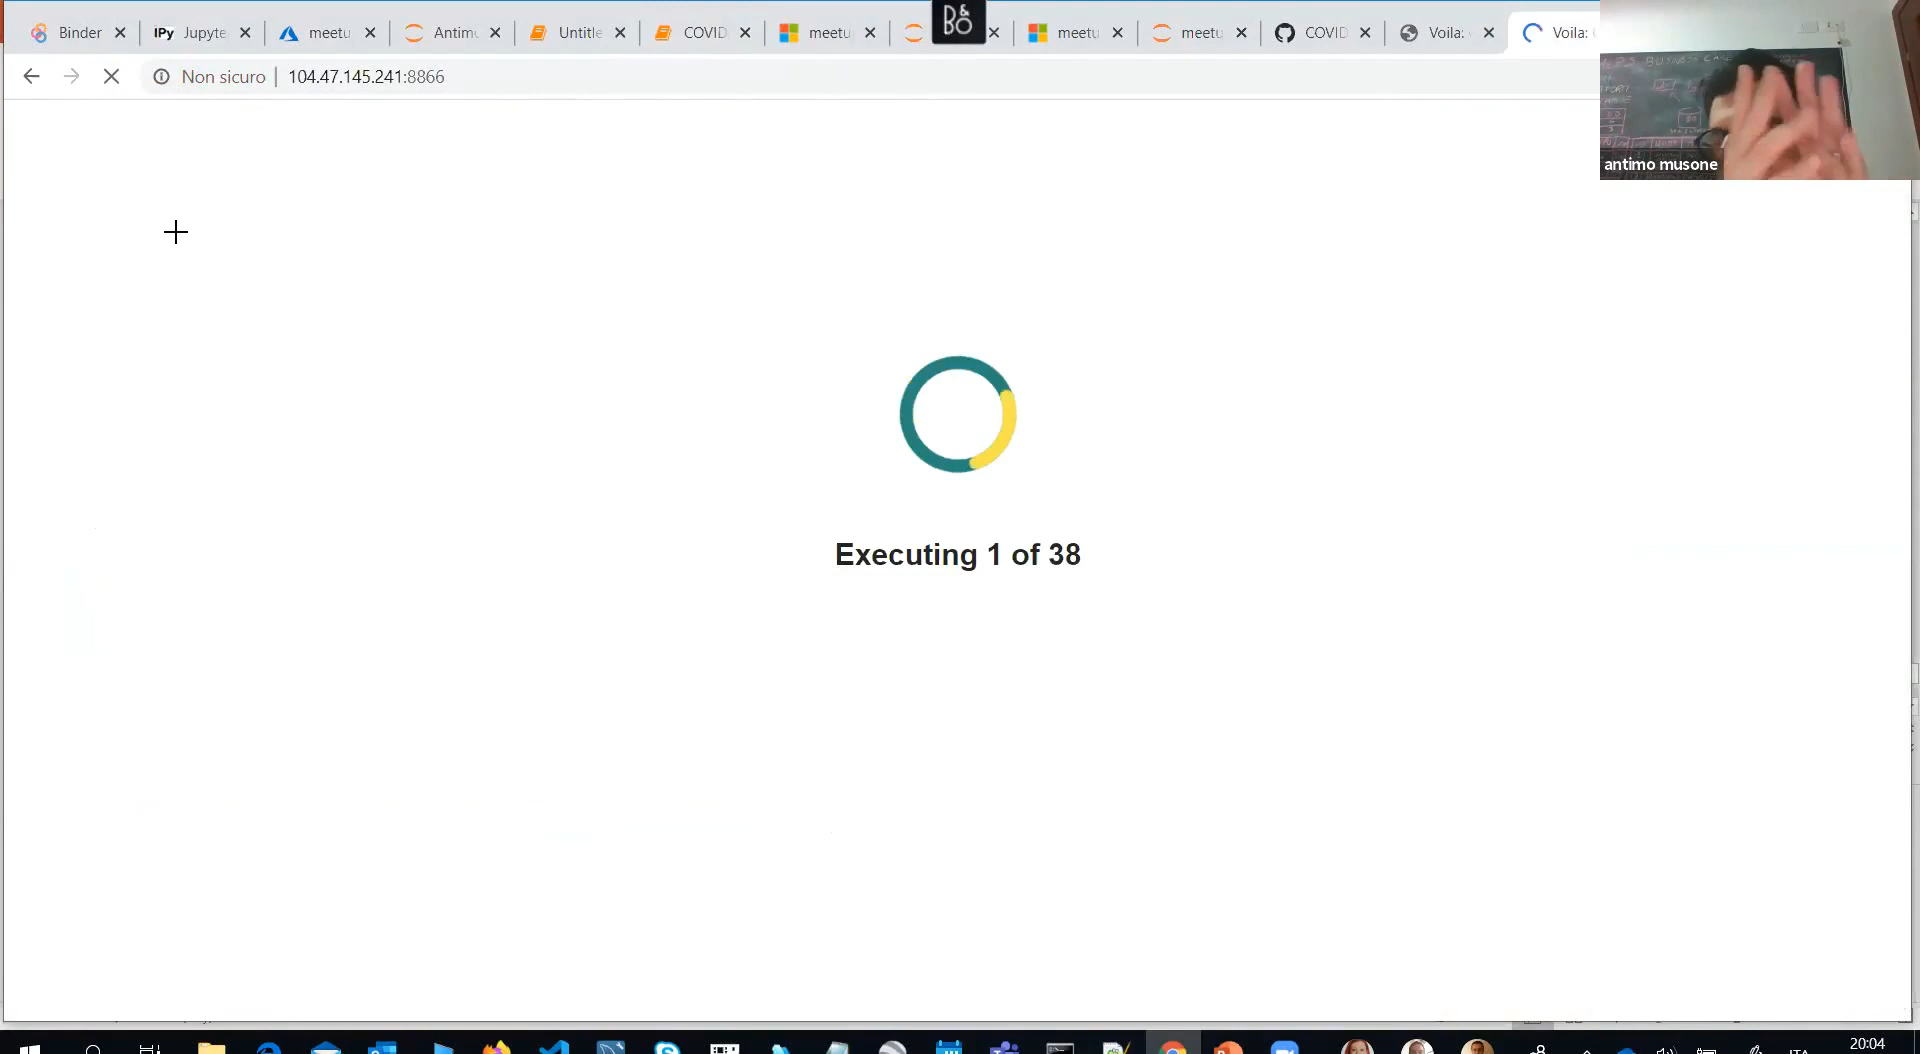 Binder
IPy Jupyte
meetu
Antim
Untitle
COVID
meetu
B&O
meetu
meetu
COVID
Voila:
Voila:
Non sicuro | 104.47.145.241:8866
BUSINESS
antimo musone
Executing 1 of 38
20:04